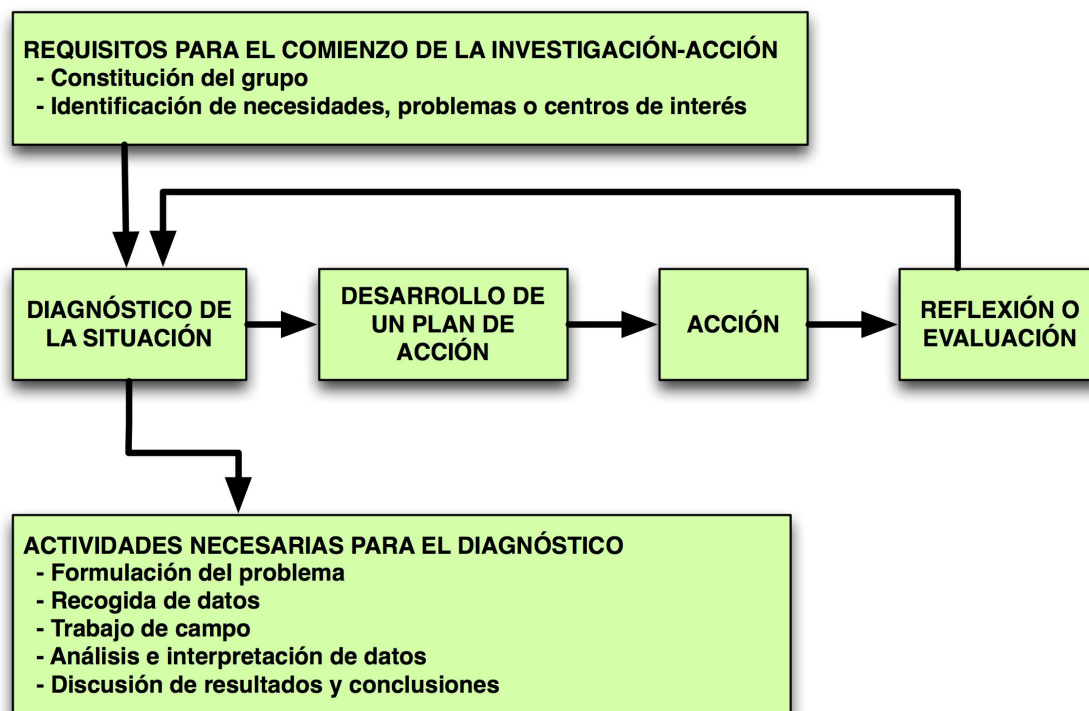 REQUISITOS PARA EL COMIENZO DE LA INVESTIGACIÓN-ACCIÓN
- Constitución del grupo
- Identificación de necesidades, problemas o centros de interés
DIAGNÓSTICO DE
LA SITUACIÓN
DESARROLLO DE
UN PLAN DE
ACCIÓN
ACCIÓN
REFLEXIÓN O
EVALUACIÓN
ACTIVIDADES NECESARIAS PARA EL DIAGNÓSTICO
- Formulación del problema
- Recogida de datos
- Trabajo de campo
- Análisis e interpretación de datos
- Discusión de resultados y conclusiones